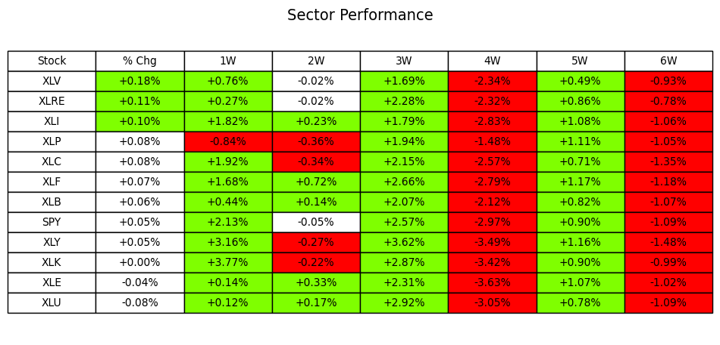 Sector Performance
Stock % Chg 1W 2W 3W 4W 5W 6W
XLV +0.18% +0.76% -0.02% +1.69% -2.34% +0.49% -0.93%
XLRE +0.11% +0.27% -0.02% +2.28% -2.32% +0.86% -0.78%
XLI +0.10% +1.82% +0.23% +1.79% -2.83% +1.08% -1.06%
XLP +0.08% -0.84% -0.36% +1.94% -1.48% +1.11% -1.05%
XLC +0.08% +1.92% -0.34% +2.15% -2.57% +0.71% -1.35%
XLF +0.07% +1.68% +0.72% +2.66% -2.79% +1.17% -1.18%
XLB +0.06% +0.44% +0.14% +2.07% -2.12% +0.82% -1.07%
SPY +0.05% +2.13% -0.05% +2.57% -2.97% +0.90% -1.09%
XLY +0.05% +3.16% -0.27% +3.62% -3.49% +1.16% -1.48%
XLK +0.00% +3.77% -0.22% +2.87% -3.42% +0.90% -0.99%
XLE -0.04% +0.14% +0.33% +2.31% -3.63% +1.07% -1.02%
XLU -0.08% +0.12% +0.17% +2.92% -3.05% +0.78% -1.09%